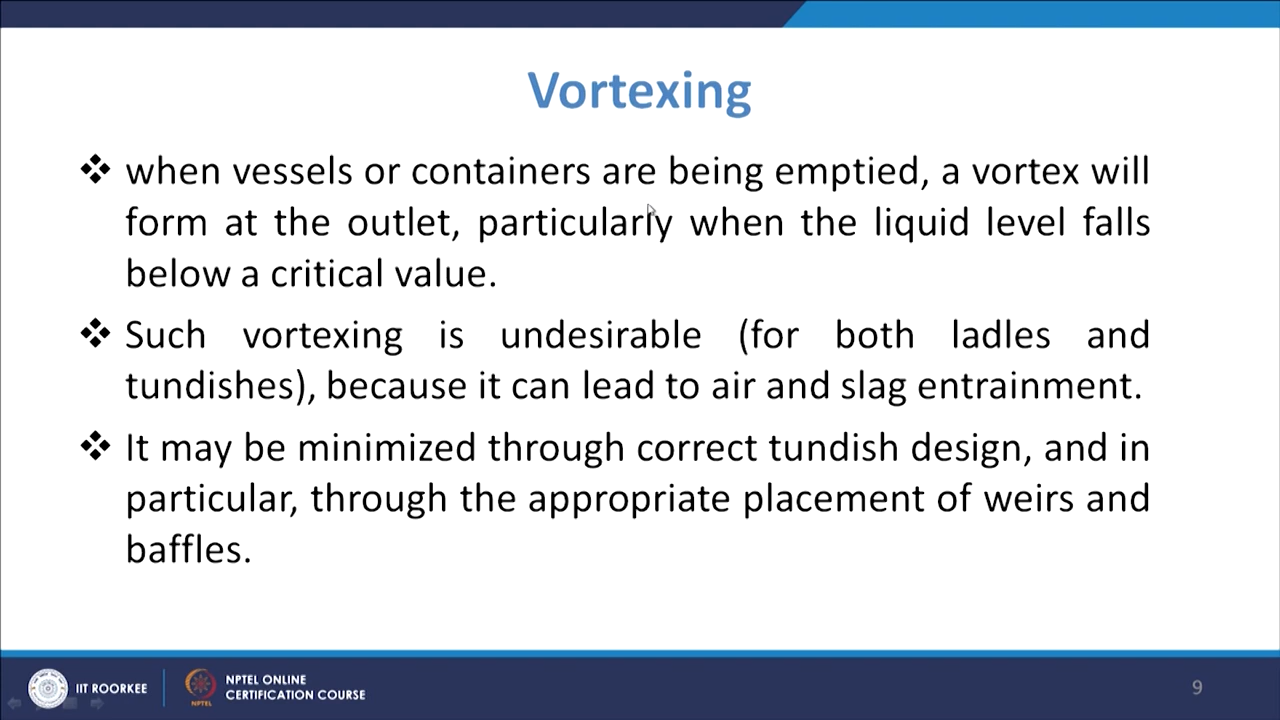 Vortexing
❖ when vessels or containers are being emptied, a vortex will
form at the outlet, particularly when the liquid level falls
below a critical value.
❖ Such vortexing is undesirable (for both ladles and
tundishes), because it can lead to air and slag entrainment.
❖ It may be minimized through correct tundish design, and in
particular, through the appropriate placement of weirs and
baffles.
IIT ROORKEE
NPTEL
NPTEL ONLINE
CERTIFICATION COURSE
9